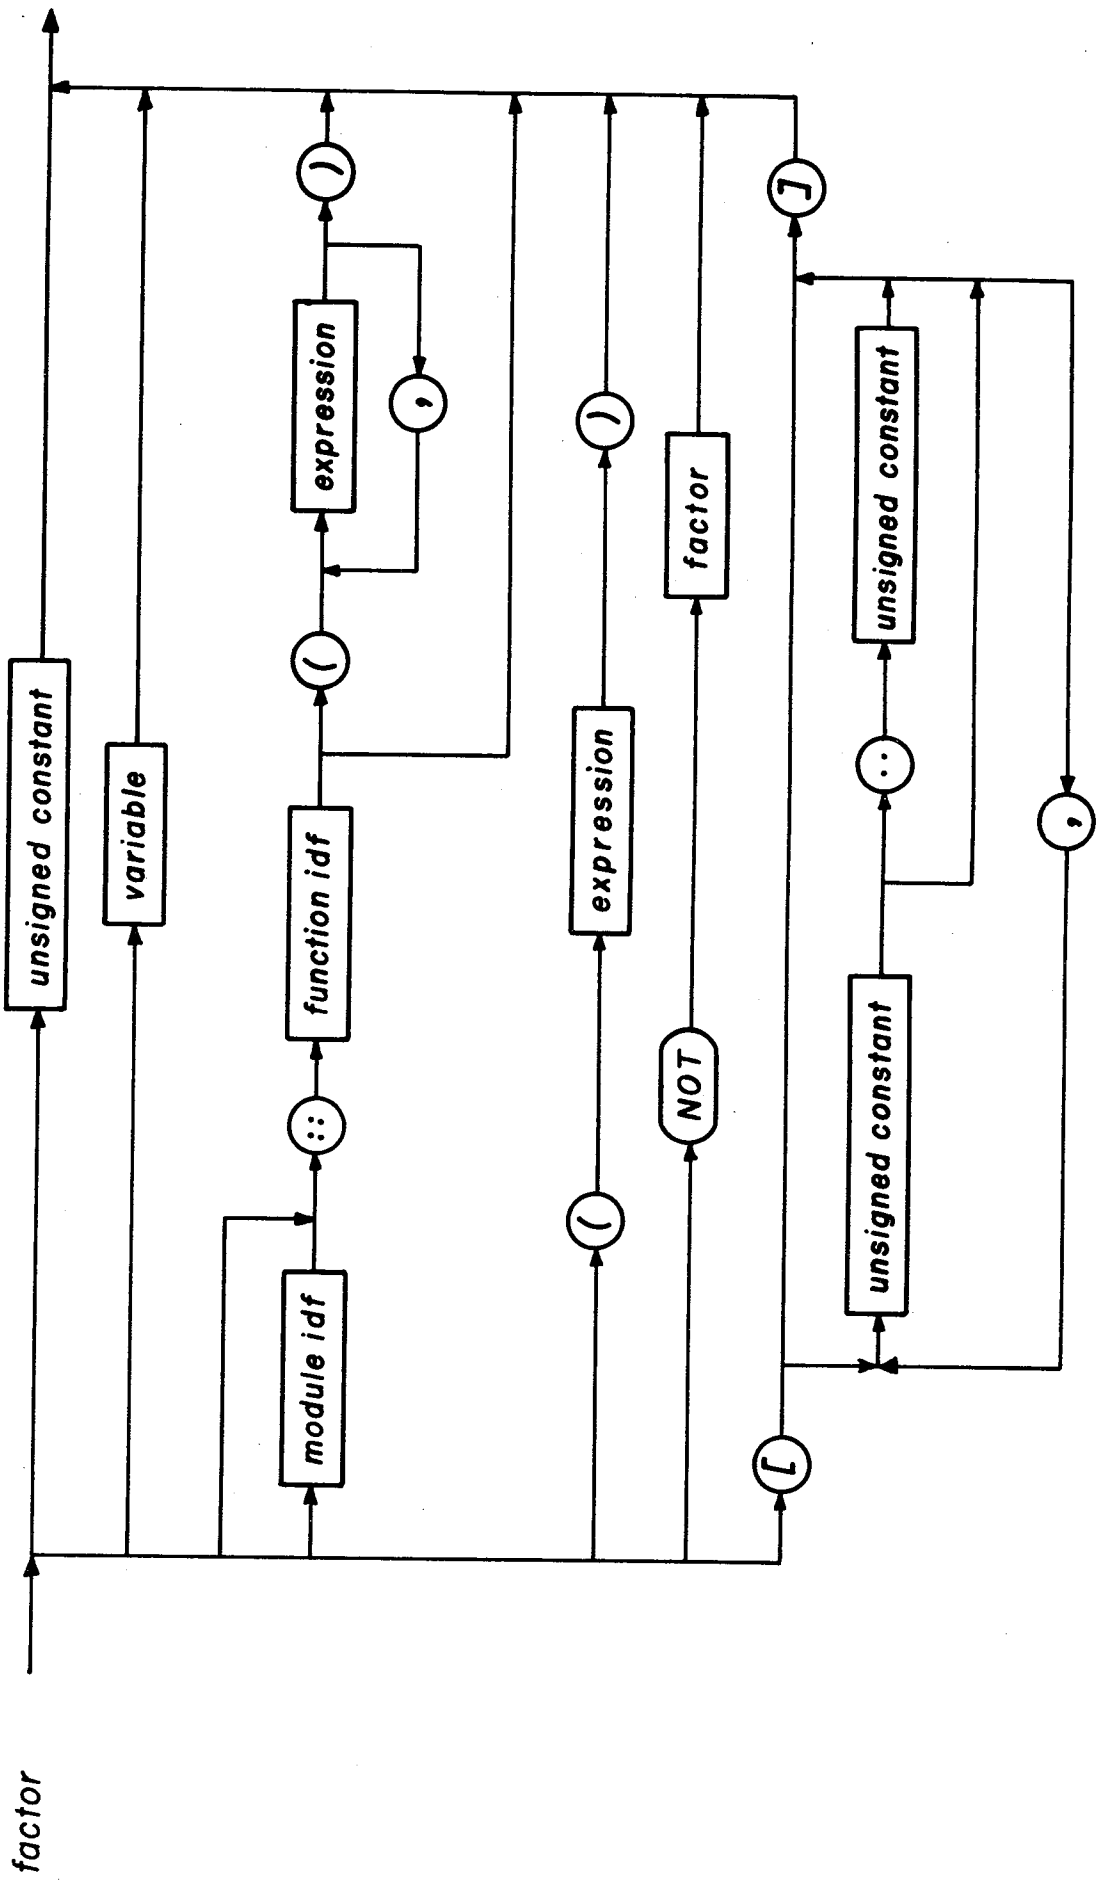 factor
unsigned constant
variable
module idf :: function idf ( expression )
,
( expression )
NOT factor
[ ]
unsigned constant .. unsigned constant
,